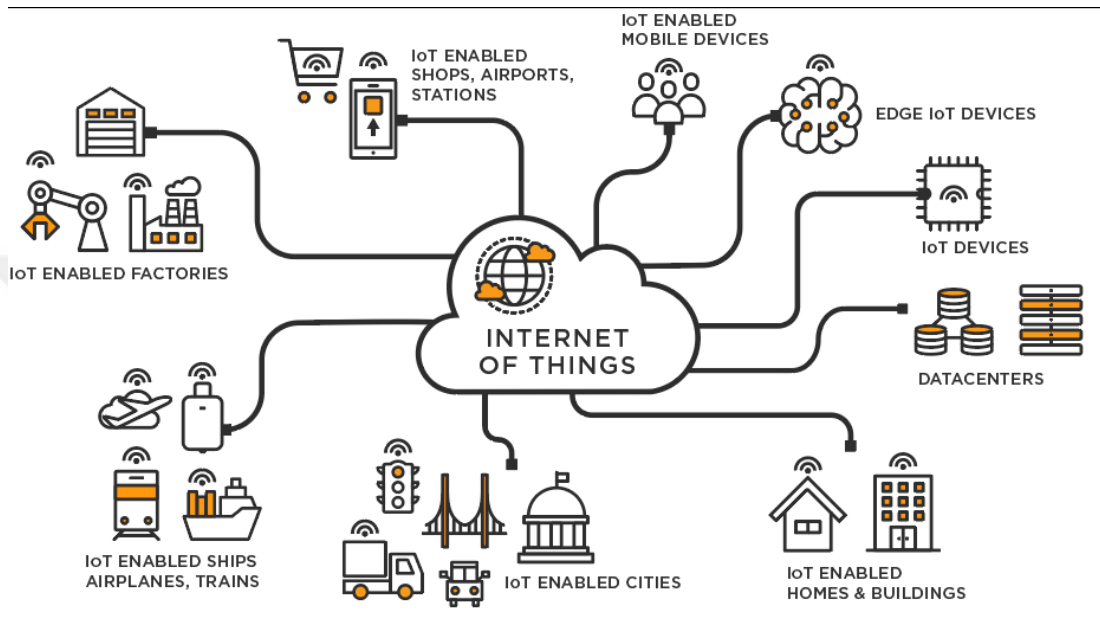 IoT ENABLED
MOBILE DEVICES
IoT ENABLED
SHOPS, AIRPORTS,
STATIONS
EDGE IoT DEVICES
IoT DEVICES
IoT ENABLED FACTORIES
INTERNET
OF THINGS
DATACENTERS
IoT ENABLED SHIPS
AIRPLANES, TRAINS
IoT ENABLED CITIES
IoT ENABLED
HOMES & BUILDINGS